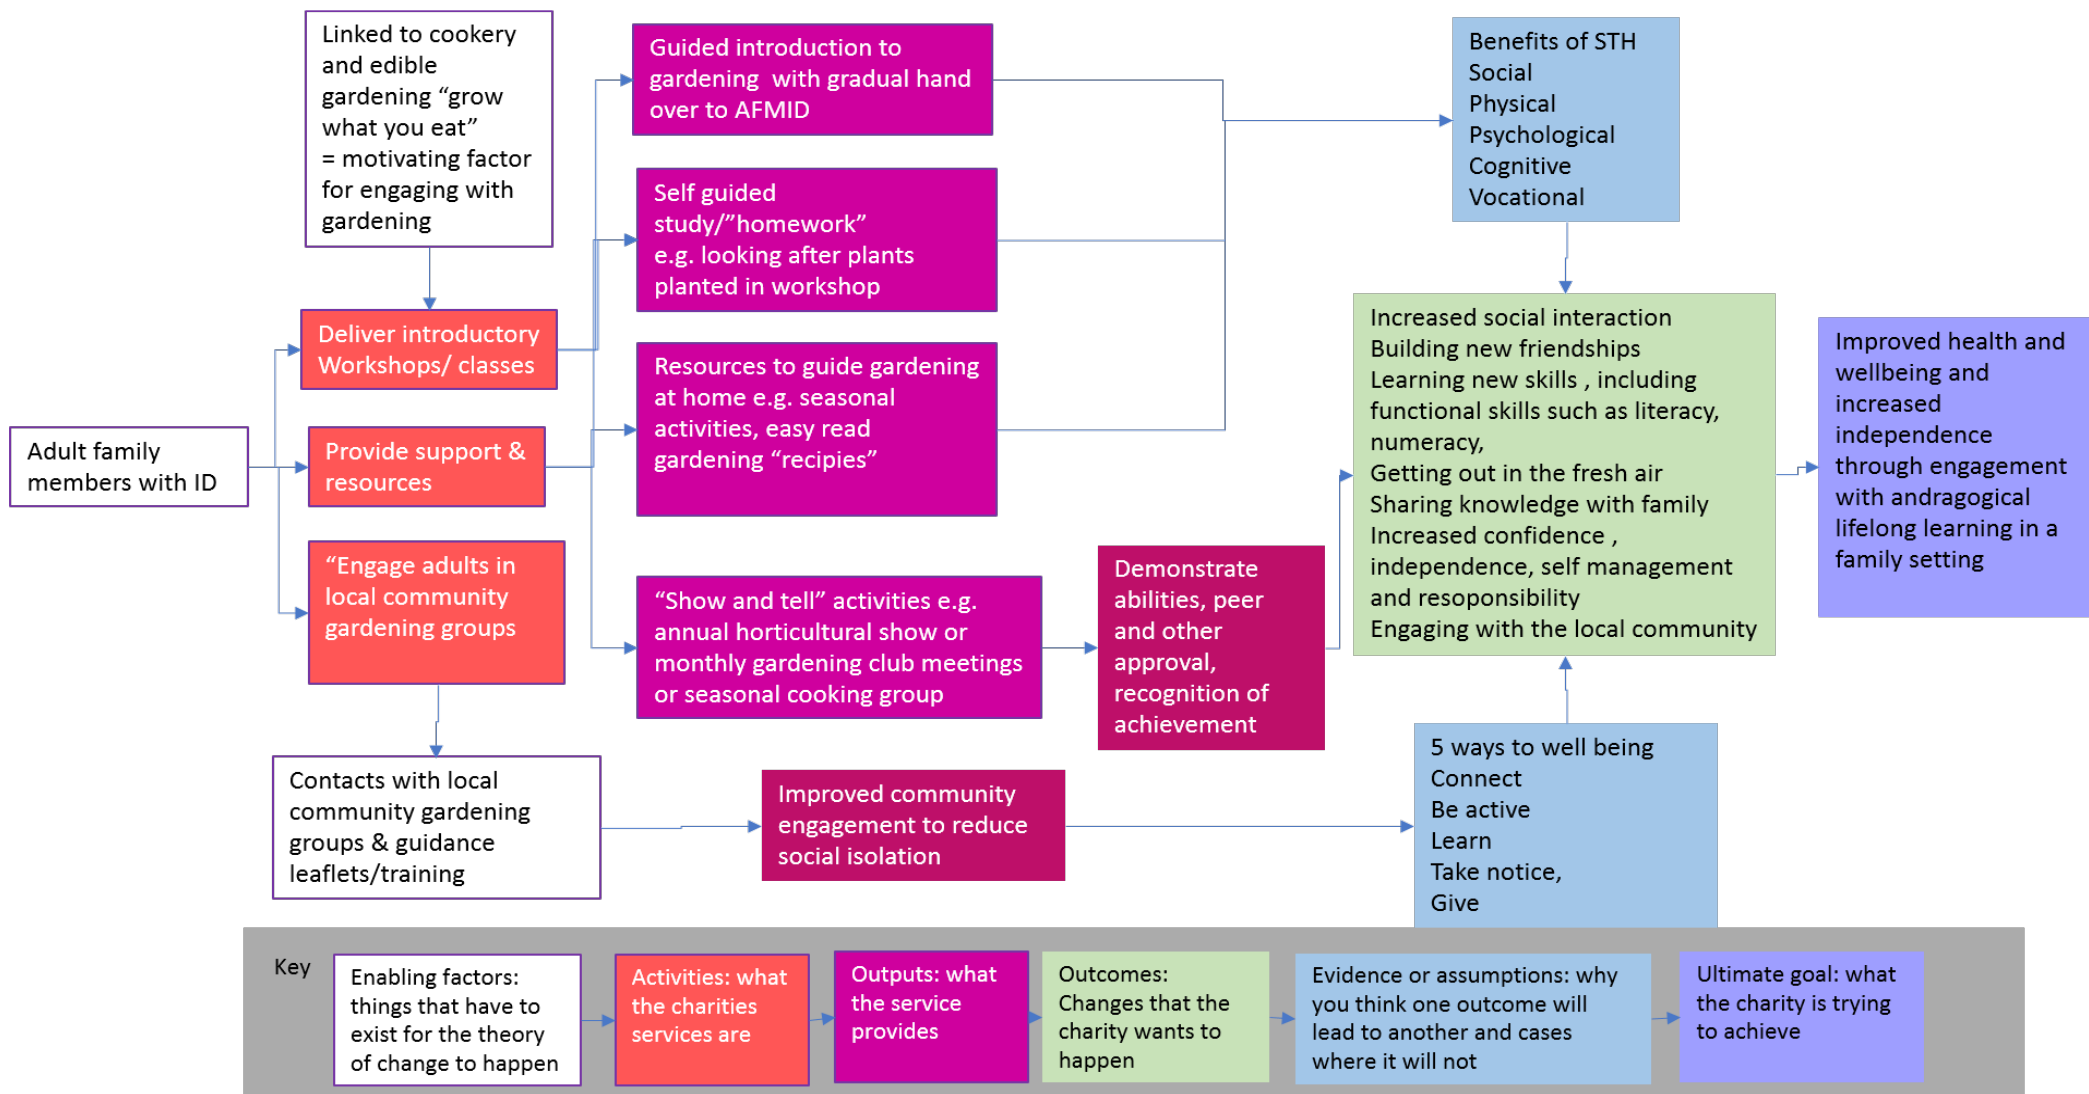 Linked to cookery
and edible
gardening “grow
what you eat”
= motivating factor
for engaging with
gardening
Guided introduction to
gardening  with gradual hand
over to AFMID
Benefits of STH
Social
Physical
Psychological
Cognitive
Vocational
Self guided
study/”homework”
e.g. looking after plants
planted in workshop
Deliver introductory
Workshops/ classes
Resources to guide gardening
at home e.g. seasonal
activities, easy read
gardening “recipies”
Increased social interaction
Building new friendships
Learning new skills , including
functional skills such as literacy,
numeracy,
Getting out in the fresh air
Sharing knowledge with family
Increased confidence ,
independence, self management
and resoponsibility
Engaging with the local community
Improved health and
wellbeing and
increased
independence
through engagement
with andragogical
lifelong learning in a
family setting
Adult family
members with ID
Provide support &
resources
“Engage adults in
local community
gardening groups
“Show and tell” activities e.g.
annual horticultural show or
monthly gardening club meetings
or seasonal cooking group
Demonstrate
abilities, peer
and other
approval,
recognition of
achievement
Contacts with local
community gardening
groups & guidance
leaflets/training
Improved community
engagement to reduce
social isolation
5 ways to well being
Connect
Be active
Learn
Take notice,
Give
Key
Enabling factors:
things that have to
exist for the theory
of change to happen
Activities: what
the charities
services are
Outputs: what
the service
provides
Outcomes:
Changes that the
charity wants to
happen
Evidence or assumptions: why
you think one outcome will
lead to another and cases
where it will not
Ultimate goal: what
the charity is trying
to achieve